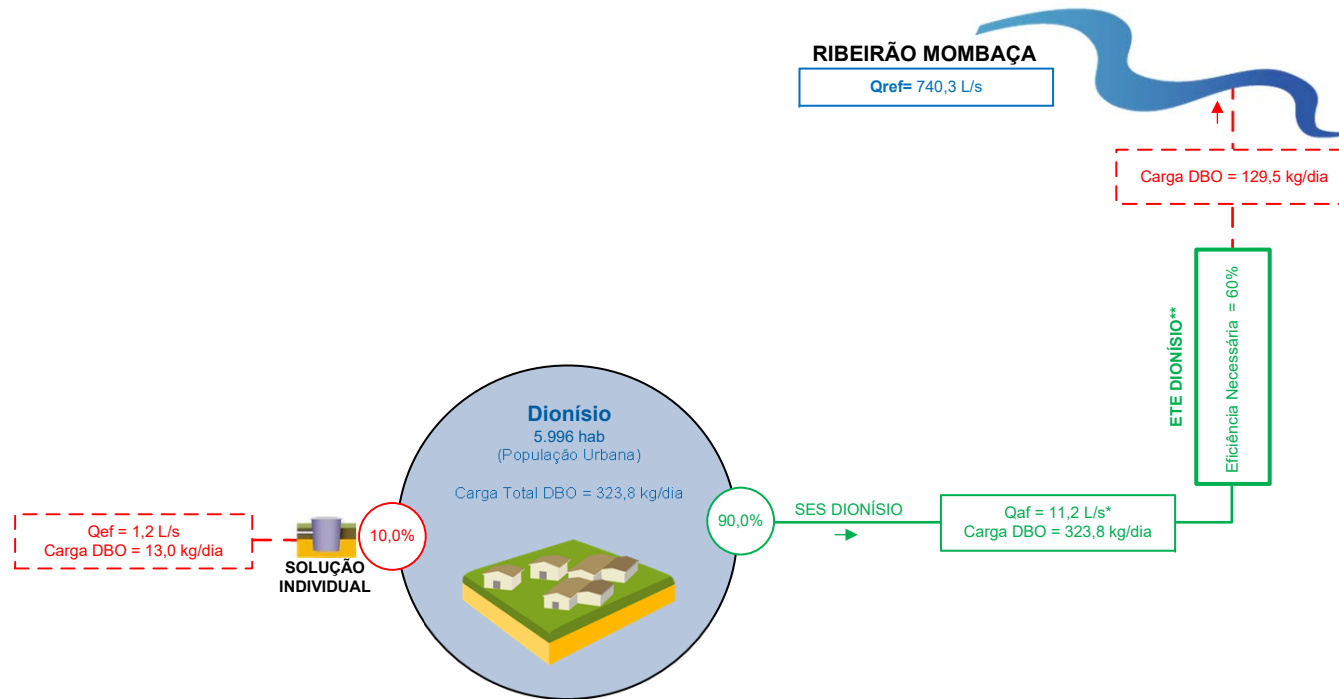 RIBEIRÃO MOMBAÇA
Qref= 740,3 L/s
Carga DBO = 129,5 kg/dia
ETE DIONÍSIO**
Eficiência Necessária = 60%
Dionísio
5.996 hab
(População Urbana)
Carga Total DBO = 323,8 kg/dia
90,0%
SES DIONÍSIO
Qaf = 11,2 L/s*
Carga DBO = 323,8 kg/dia
10,0%
SOLUÇÃO
INDIVIDUAL
Qef = 1,2 L/s
Carga DBO = 13,0 kg/dia